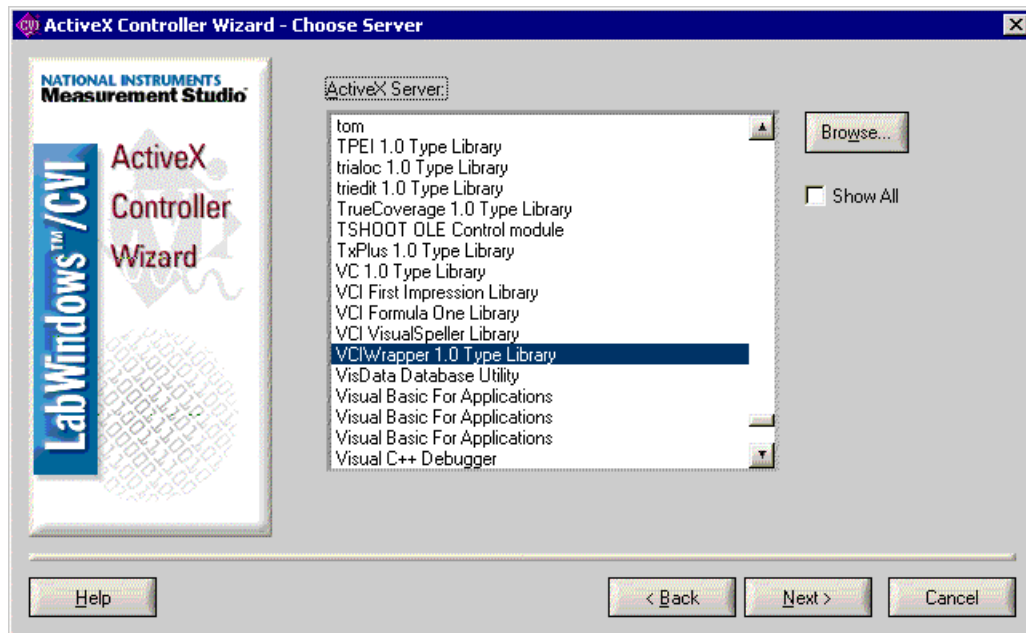 CVI ActiveX Controller Wizard - Choose Server
NATIONAL INSTRUMENTS
Measurement Studio
LabWindows™/CVI
ActiveX
Controller
Wizard
ActiveX Server:
tom
TPEI 1.0 Type Library
trialoc 1.0 Type Library
triedit 1.0 Type Library
TrueCoverage 1.0 Type Library
TSHOOT OLE Control module
TxPlus 1.0 Type Library
VC 1.0 Type Library
VCI First Impression Library
VCI Formula One Library
VCI VisualSpeller Library
VCIWrapper 1.0 Type Library
VisData Database Utility
Visual Basic For Applications
Visual Basic For Applications
Visual Basic For Applications
Visual C++ Debugger
Browse...
Show All
Help
< Back
Next >
Cancel